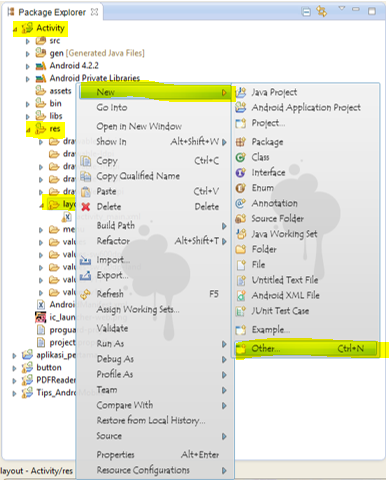 Package Explorer
Activity
src
gen [Generated Java Files]
Android 4.2.2
Android Private Libraries
assets
bin
libs
res
dra
dra
dra
dra
layo
me
valu
valu
valu
valu
Android
ic_laun
progua
project
aplikasi_pe
button
PDFReader
Tips_Andro
New
Go Into
Open in New Window
Show In Alt+Shift+W
Copy Ctrl+C
Copy Qualified Name
Paste Ctrl+V
Delete Delete
Build Path
Refactor Alt+Shift+T
Import...
Export...
Refresh F5
Assign Working Sets...
Validate
Run As
Debug As
Profile As
Team
Compare With
Restore from Local History...
Source
Properties Alt+Enter
Resource Configurations
Java Project
Android Application Project
Project...
Package
Class
Interface
Enum
Annotation
Source Folder
Java Working Set
Folder
File
Untitled Text File
Android XML File
JUnit Test Case
Example...
Other... Ctrl+N
layout - Activity/res